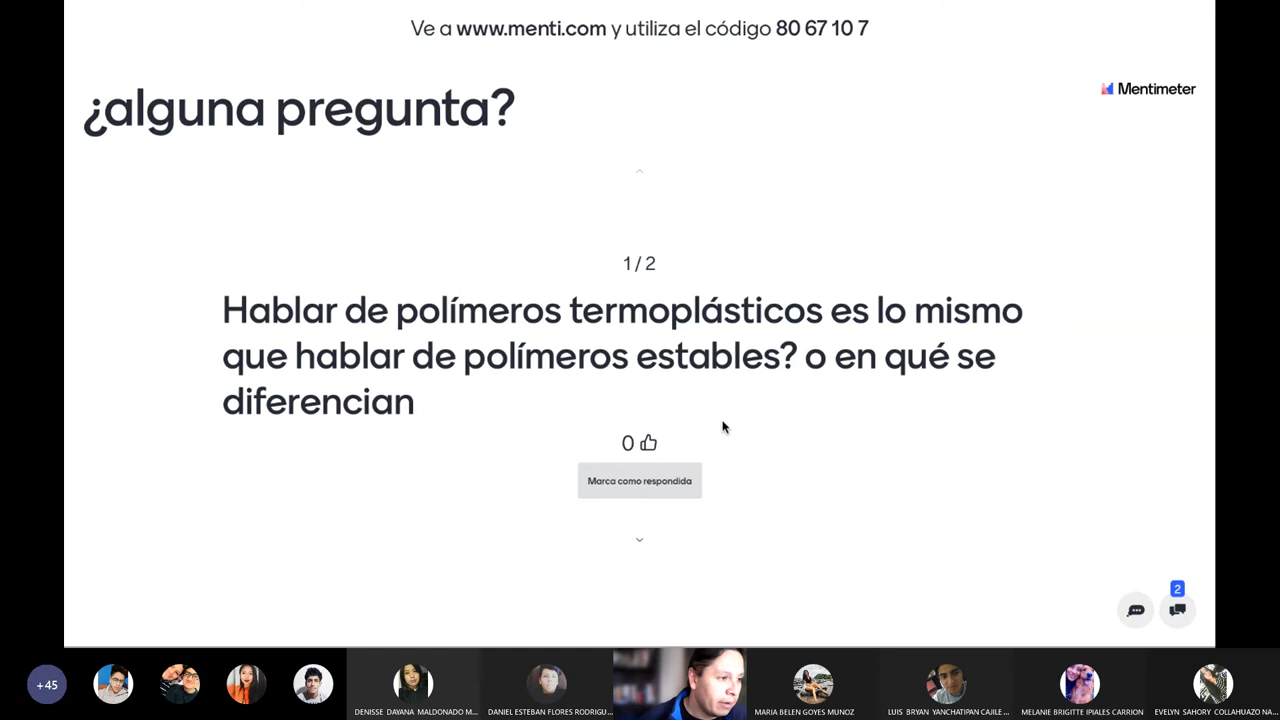 Ve a www.menti.com y utiliza el código 80 67 10 7
Mentimeter
¿alguna pregunta?
1 / 2
Hablar de polímeros termoplásticos es lo mismo
que hablar de polímeros estables? o en qué se
diferencian
0
Marca como respondida
2
+45
DENISSE DAYANA MALDONADO M...
DANIEL ESTEBAN FLORES RODRIGU...
MARIA BELEN GOYES MUNOZ
LUIS BRYAN YANCHATIPAN CAJILE ...
MELANIE BRIGITTE IPIALES CARRION
EVELYN SAHORY COLLAHUAZO NA...